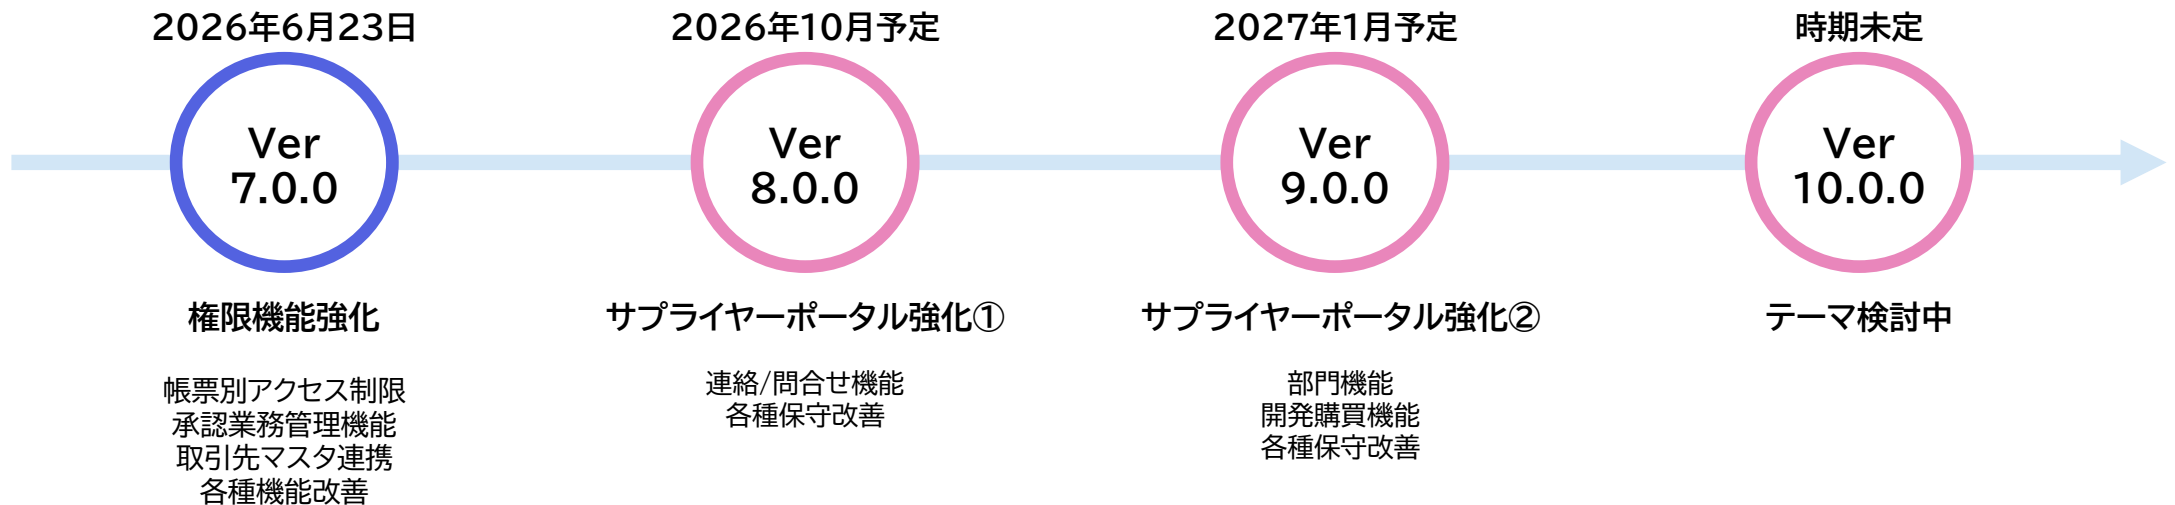 2026年6月23日
Ver
7.0.0
権限機能強化
帳票別アクセス制限
承認業務管理機能
取引先マスタ連携
各種機能改善
2026年10月予定
Ver
8.0.0
サプライヤーポータル強化①
連絡/問合せ機能
各種保守改善
2027年1月予定
Ver
9.0.0
サプライヤーポータル強化②
部門機能
開発購買機能
各種保守改善
時期未定
Ver
10.0.0
テーマ検討中